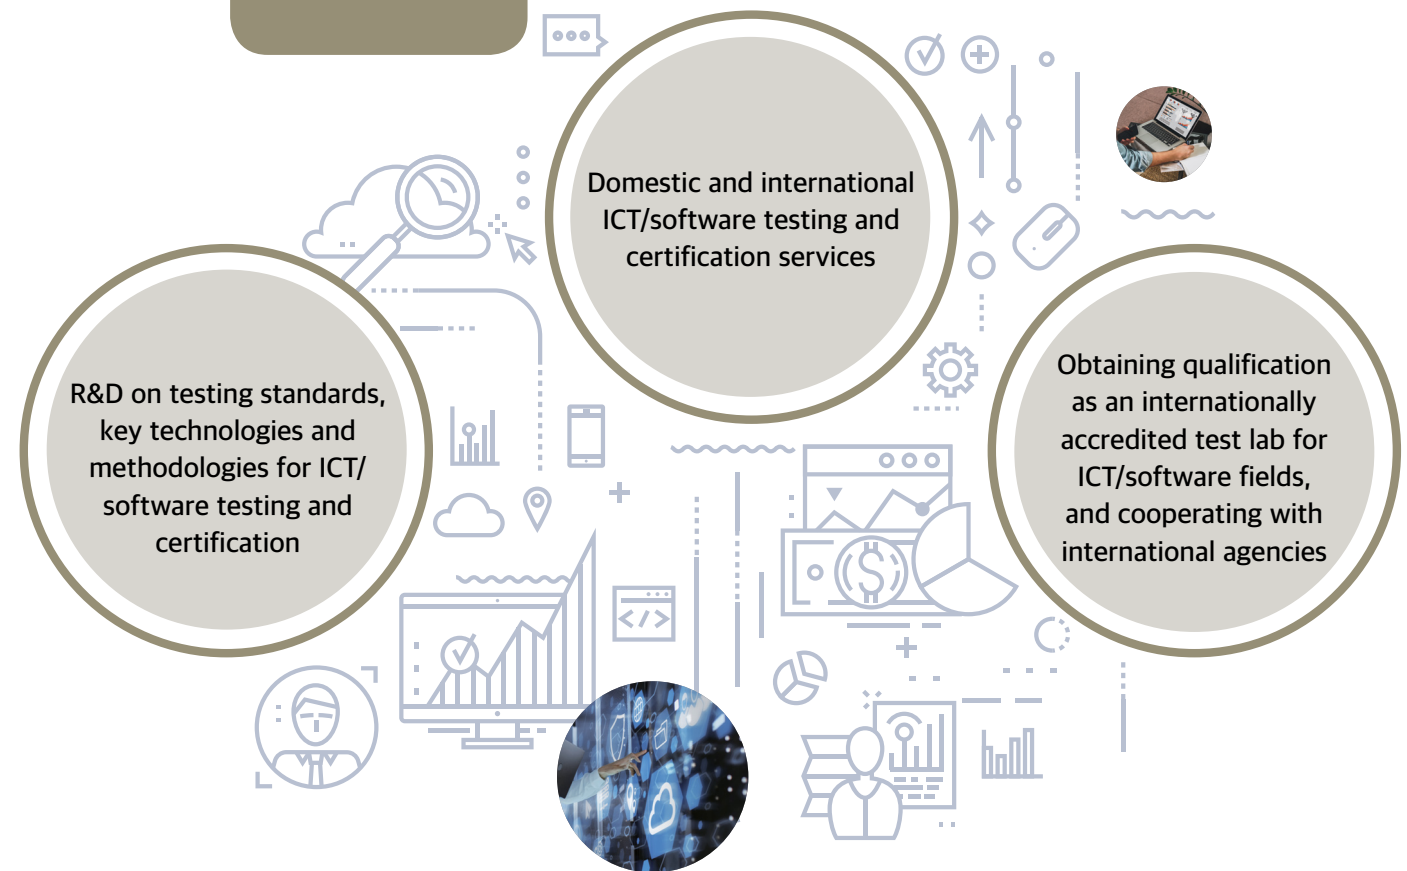 Domestic and international
ICT/software testing and
certification services
R&D on testing standards,
key technologies and
methodologies for ICT/
software testing and
certification
Obtaining qualification
as an internationally
accredited test lab for
ICT/software fields,
and cooperating with
international agencies